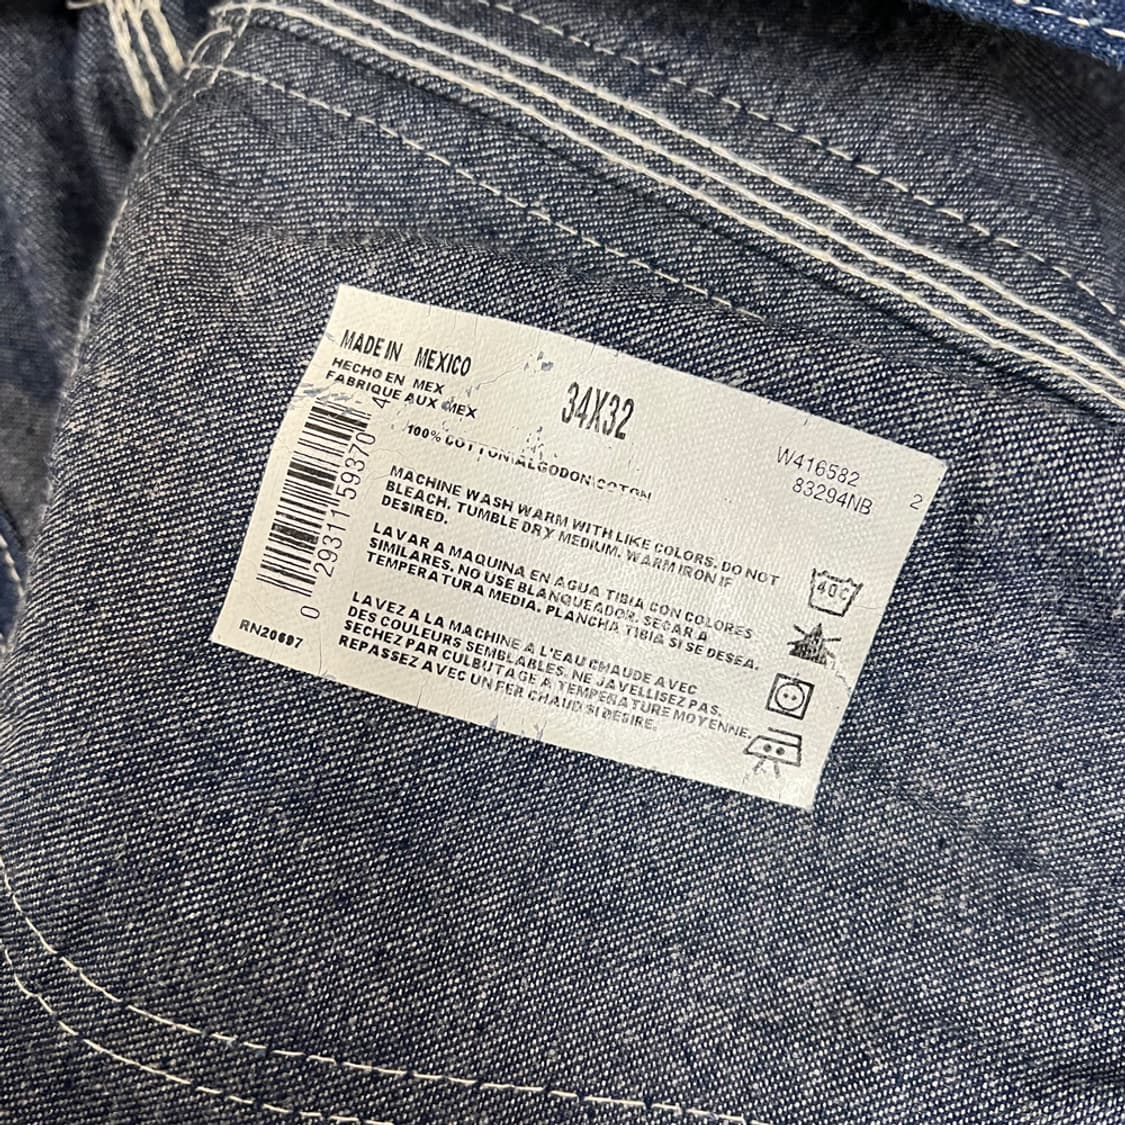 MADE IN MEXICO
HECHO EN MEX
FABRIQUE AUX MEX
34X32
100% COTTON\ALGODON\COTON
W416582
83294NB
2
MACHINE WASH WARM WITH LIKE COLORS. DO NOT
BLEACH. TUMBLE DRY MEDIUM. WARM IRON IF
DESIRED.
LAVAR A MAQUINA EN AGUA TIBIA CON COLORES
SIMILARES. NO USE BLANQUEADOR. SECAR A
TEMPERATURA MEDIA. PLANCHA TIBIA SI SE DESEA.
LAVEZ A LA MACHINE A L'EAU CHAUDE AVEC
DES COULEURS SEMBLABLES. NE JAVELLISEZ PAS.
SECHEZ PAR CULBUTAGE A TEMPERATURE MOYENNE.
REPASSEZ AVEC UN FER CHAUD SI DESIRE.
40C
0 29311 59370 4
RN20697